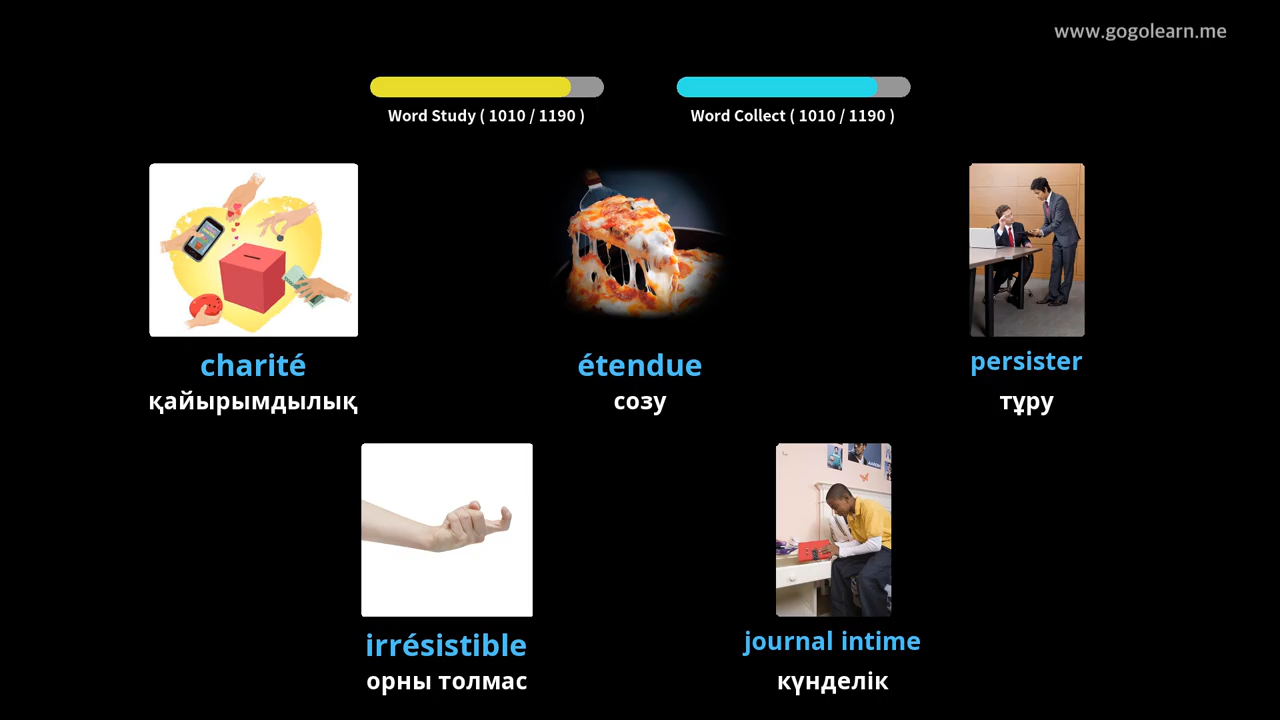 www.gogolearn.me
Word Study ( 1010 / 1190 )
Word Collect ( 1010 / 1190 )
charité
қайырымдылық
étendue
созу
persister
тұру
irrésistible
орны толмас
journal intime
күнделік